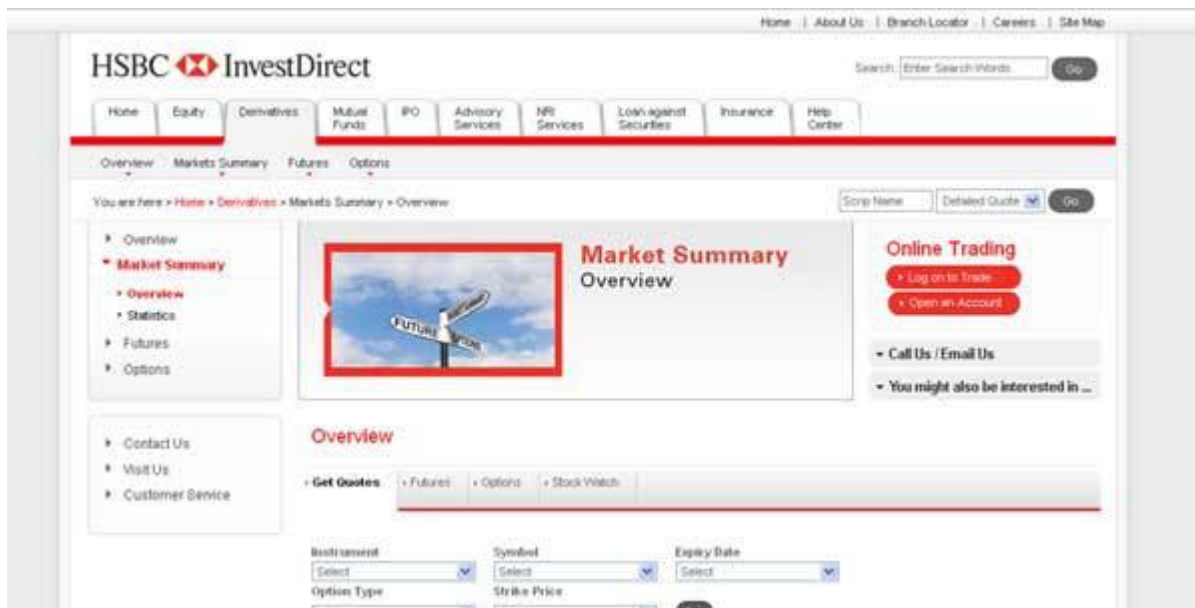 Home | About Us | Branch Locator | Careers | Site Map
HSBC InvestDirect
Search: Enter Search Words Go
Home Equity Derivatives Mutual Funds IPO Advisory Services NRI Services Loan against Securities Insurance Help Center
Overview Markets Summary Futures Options
You are here > Home > Derivatives > Markets Summary > Overview
Scrip Name Detailed Quote Go
Overview
Market Summary
Overview
Statistics
Futures
Options
FUTURE
OPTIONS
Market Summary
Overview
Online Trading
Log on to Trade
Open an Account
Call Us / Email Us
You might also be interested in ...
Contact Us
Visit Us
Customer Service
Overview
Get Quotes Futures Options Stock Watch
Instrument Symbol Expiry Date
Select Select Select
Option Type Strike Price